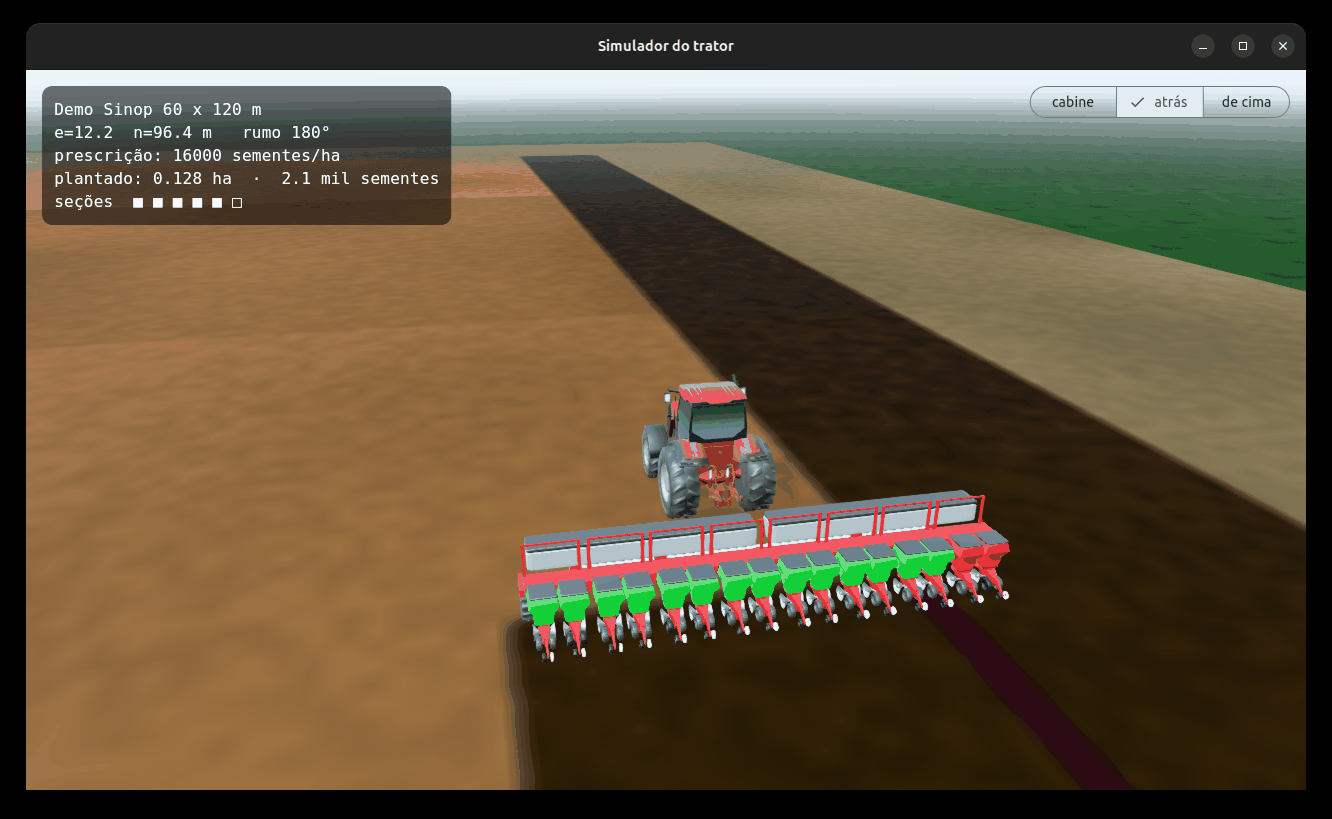 Simulador do trator
Demo Sinop 60 x 120 m
e=12.2 n=96.4 m rumo 180°
prescrição: 16000 sementes/ha
plantado: 0.128 ha · 2.1 mil sementes
seções ■ ■ ■ ■ ■ □
cabine ✓ atrás de cima